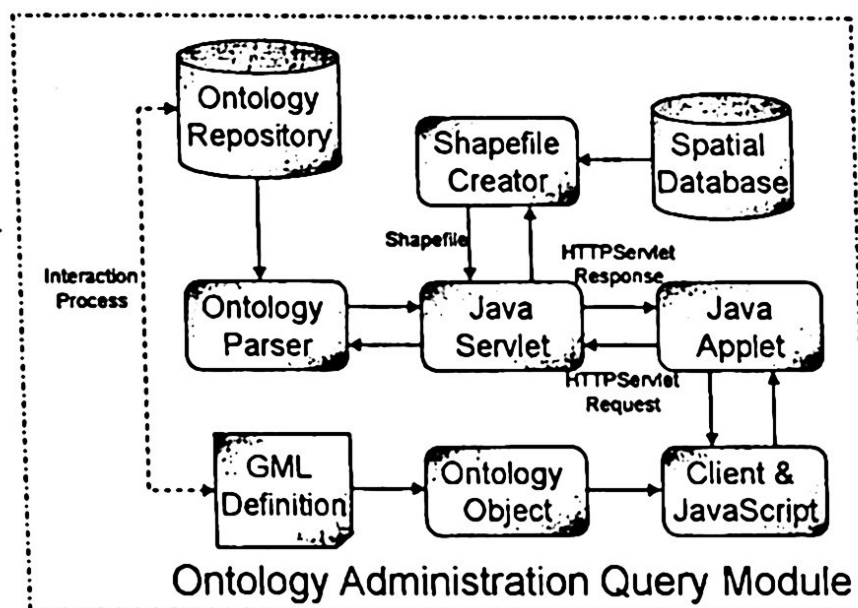 Ontology
Repository
Shapefile
Creator
Spatial
Database
Shapefile
HTTPServlet
Response
Interaction
Process
Ontology
Parser
Java
Servlet
Java
Applet
HTTPServlet
Request
GML
Definition
Ontology
Object
Client &
JavaScript
Ontology Administration Query Module